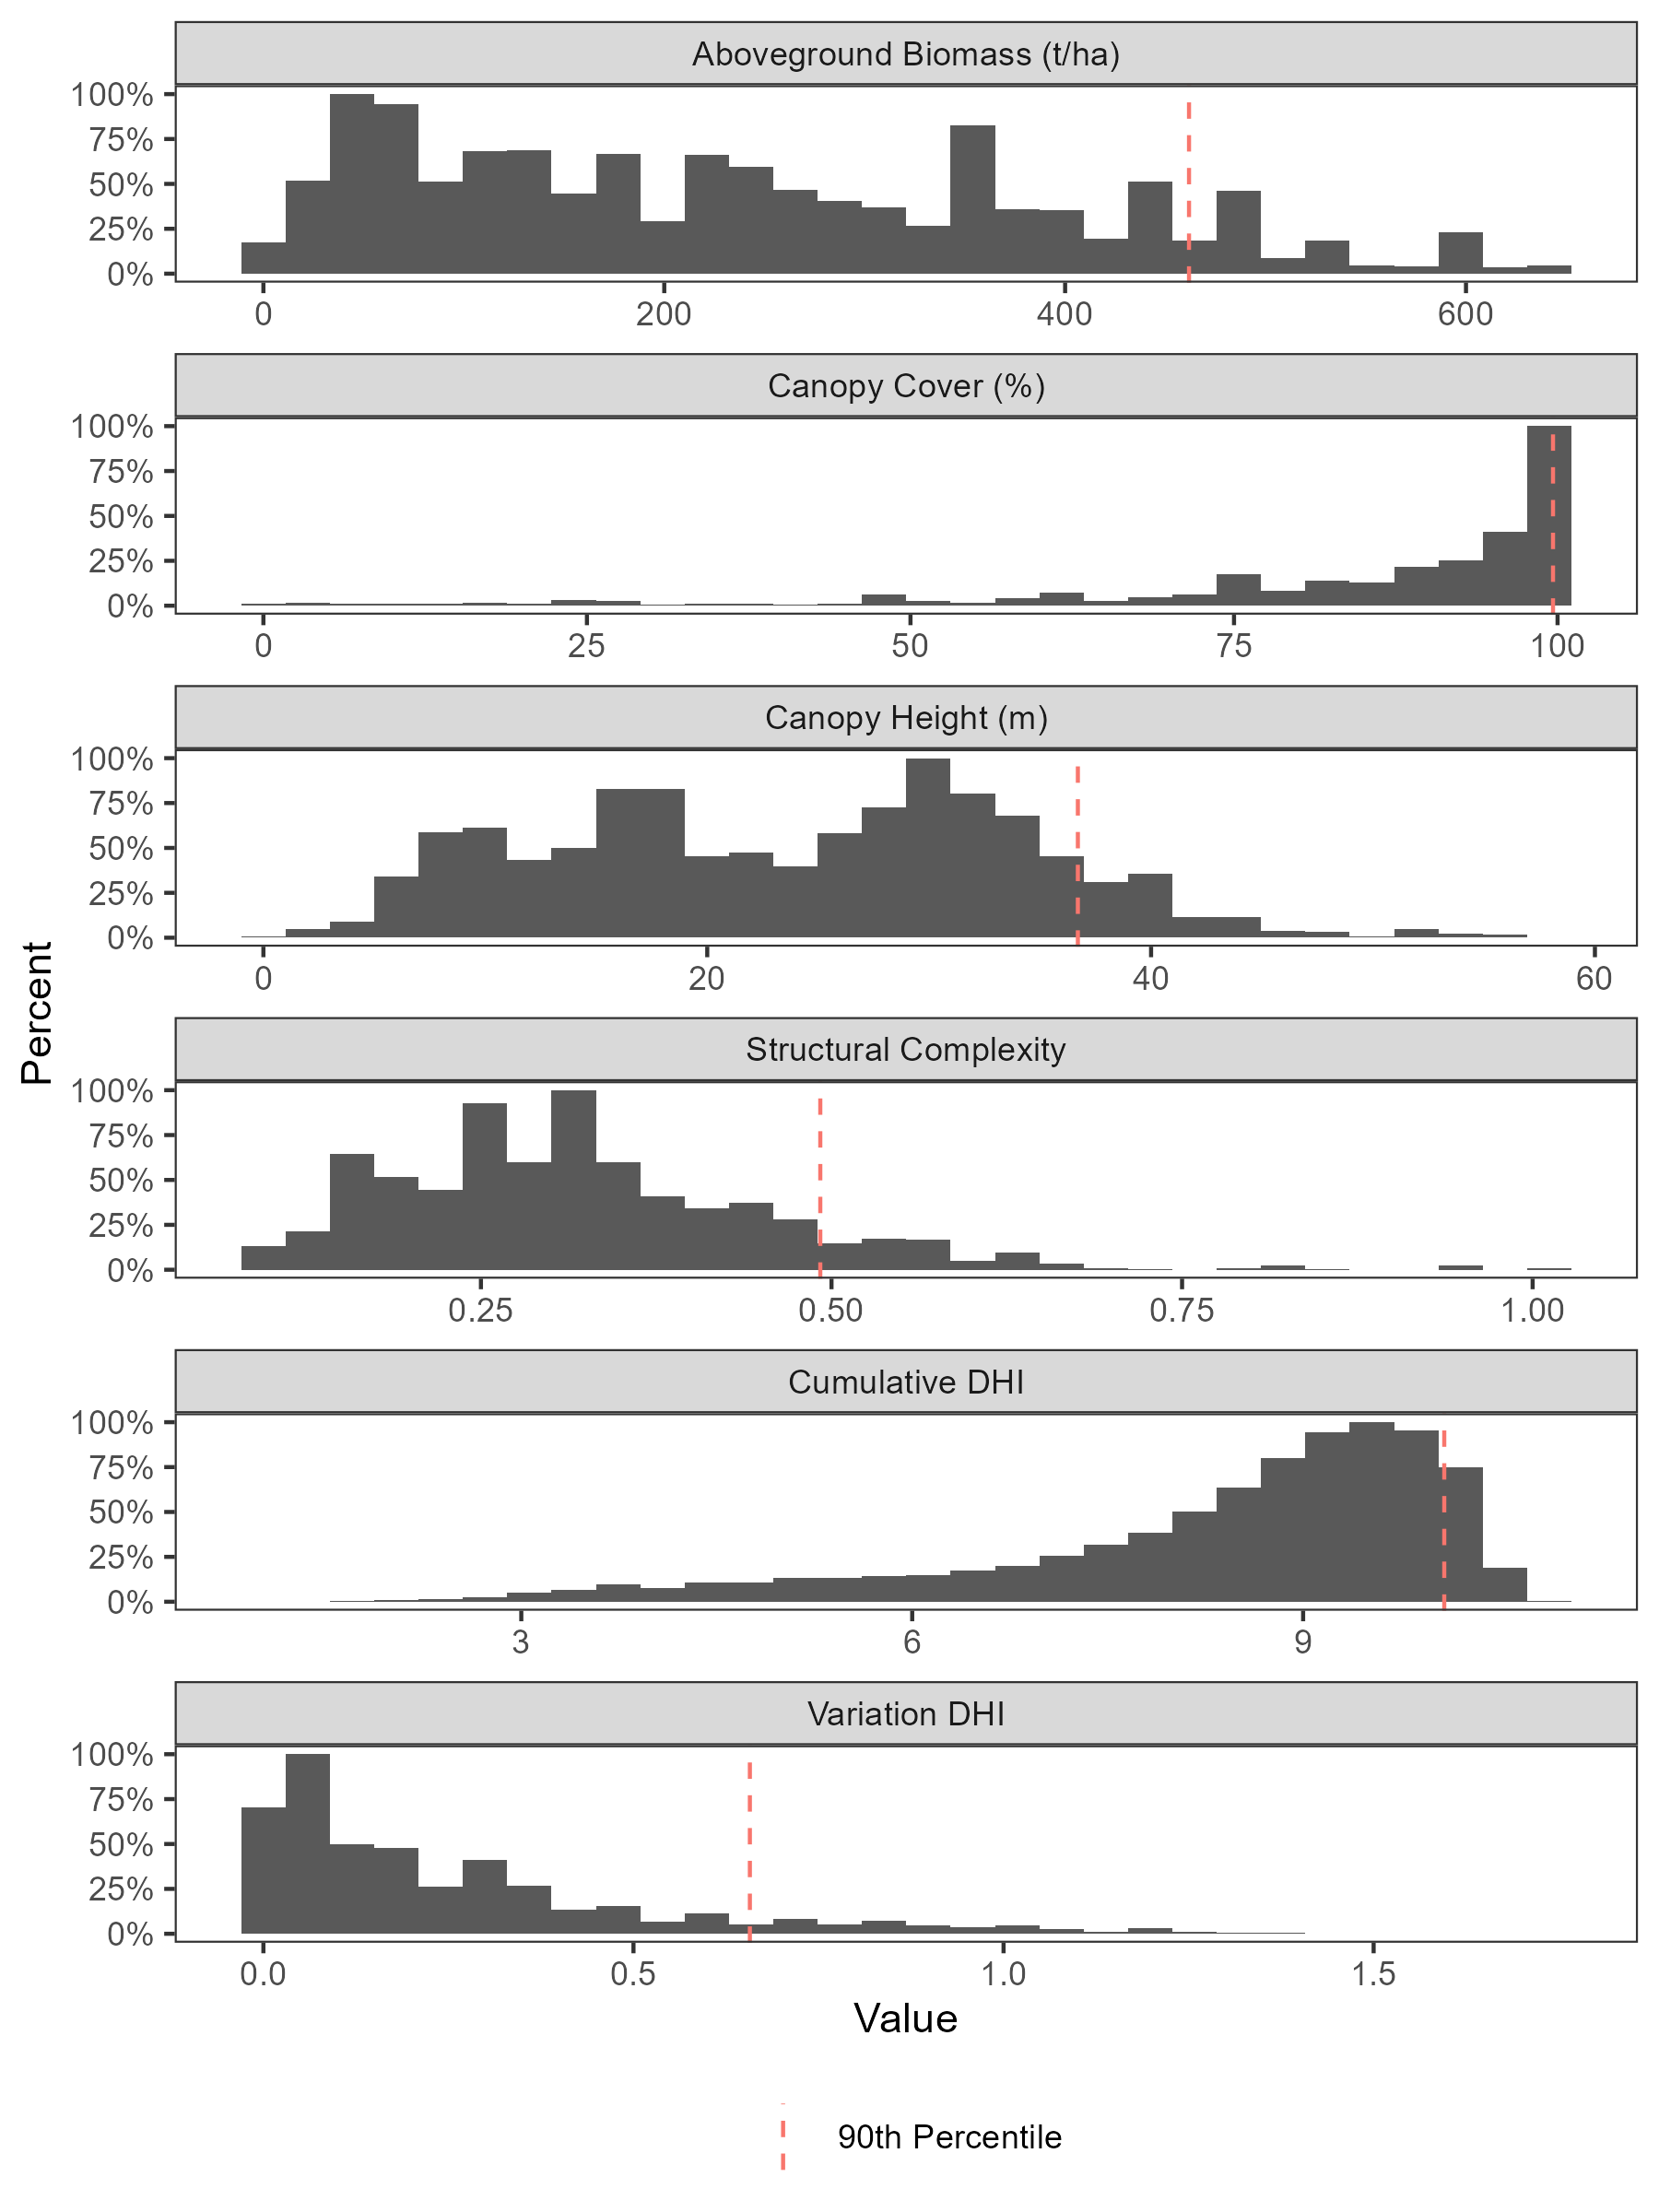 Aboveground Biomass (t/ha)
100%
75%
50%
25%
0%
0 200 400 600
Canopy Cover (%)
100%
75%
50%
25%
0%
0 25 50 75 100
Canopy Height (m)
100%
75%
50%
25%
0%
0 20 40 60
Percent
Structural Complexity
100%
75%
50%
25%
0%
0.25 0.50 0.75 1.00
Cumulative DHI
100%
75%
50%
25%
0%
3 6 9
Variation DHI
100%
75%
50%
25%
0%
0.0 0.5 1.0 1.5
Value
90th Percentile